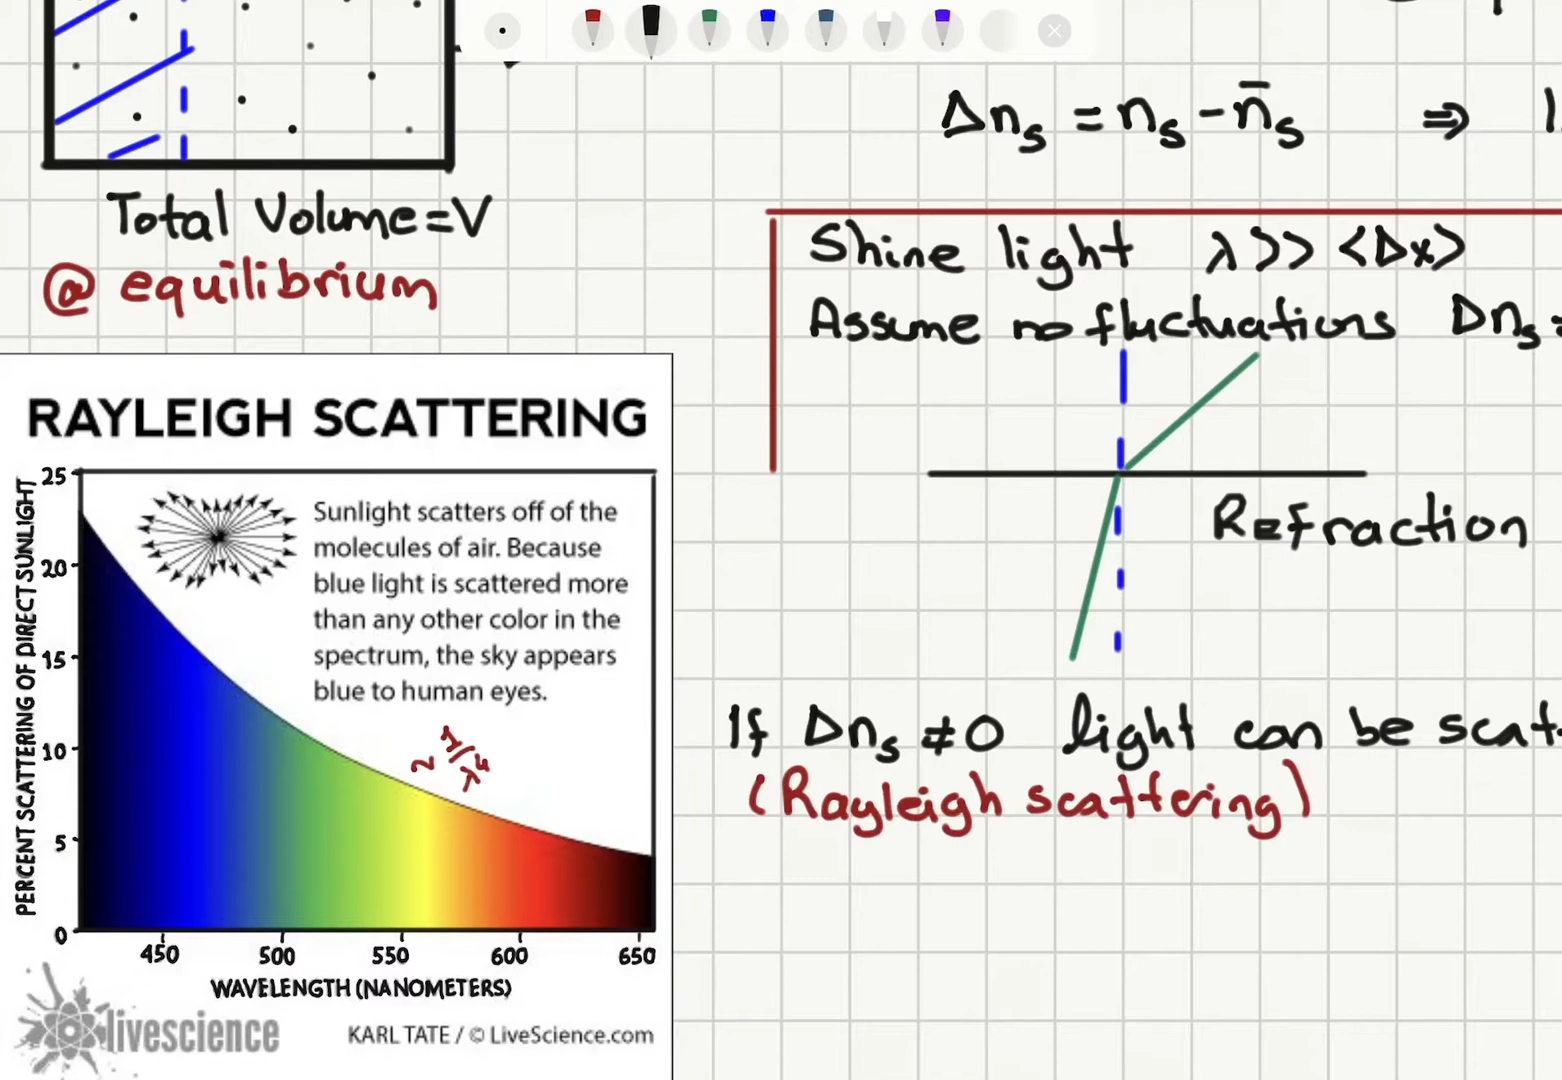 Δn_s = n_s - n̄_s ⇒
Total Volume=V
@ equilibrium
Shine light λ>> <Δx>
Assume no fluctuations Δn_s =
Refraction
If Δn_s ≠ 0 light can be scat
(Rayleigh scattering)
RAYLEIGH SCATTERING
Sunlight scatters off of the
molecules of air. Because
blue light is scattered more
than any other color in the
spectrum, the sky appears
blue to human eyes.
~ 1/λ⁴
PERCENT SCATTERING OF DIRECT SUNLIGHT
25
20
15
10
5
0
450 500 550 600 650
WAVELENGTH (NANOMETERS)
livescience
KARL TATE / © LiveScience.com